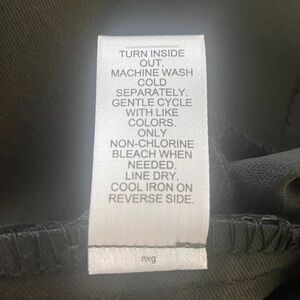 TURN INSIDE
OUT.
MACHINE WASH
COLD
SEPARATELY.
GENTLE CYCLE
WITH LIKE
COLORS.
ONLY
NON-CHLORINE
BLEACH WHEN
NEEDED.
LINE DRY.
COOL IRON ON
REVERSE SIDE.
nxg